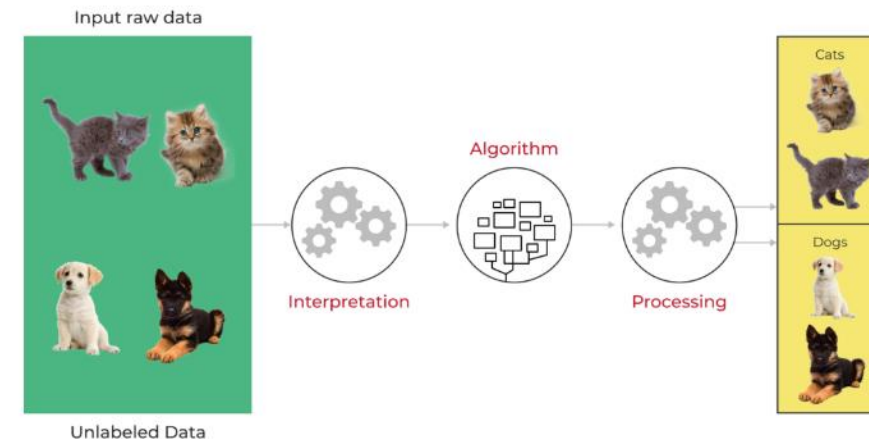 Input raw data
Unlabeled Data
Interpretation
Algorithm
Processing
Cats
Dogs